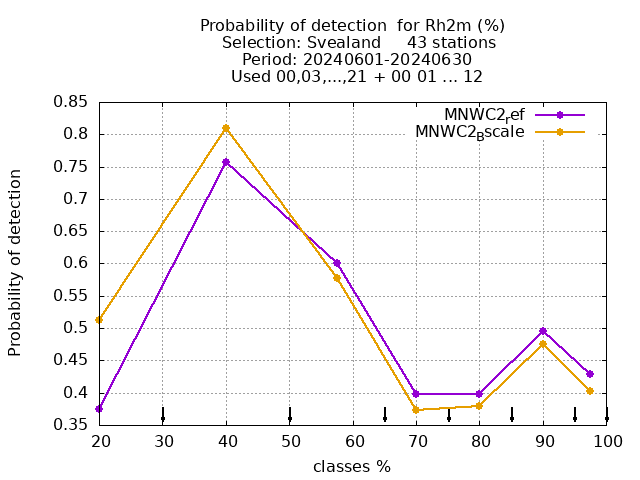 Probability of detection  for Rh2m (%)
Selection: Svealand     43 stations
Period: 20240601-20240630
Used 00,03,...,21 + 00 01 ... 12
0.85
0.8
0.75
0.7
0.65
0.6
0.55
0.5
0.45
0.4
0.35
Probability of detection
MNWC2ref
MNWC2Bscale
20 30 40 50 60 70 80 90 100
classes %